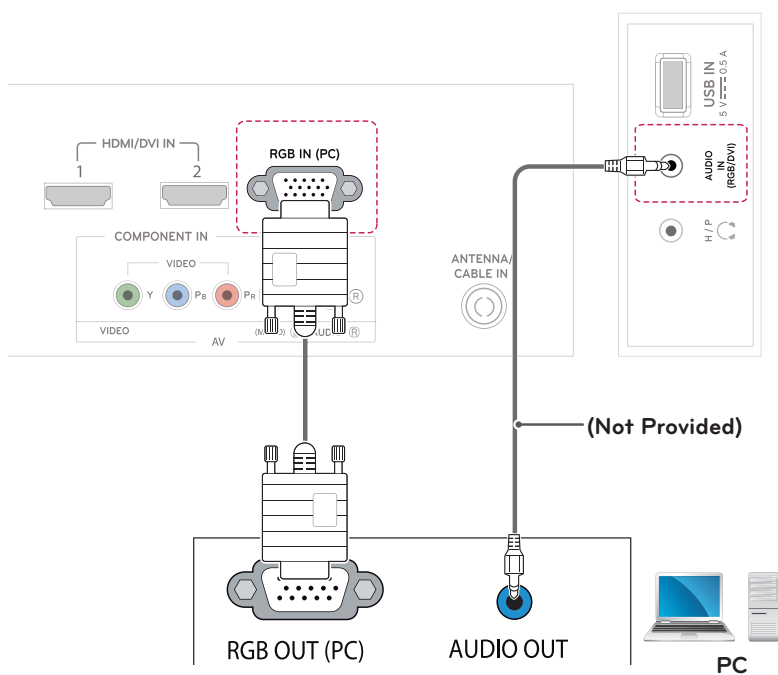 HDMI/DVI IN
1
2
RGB IN (PC)
USB IN
5 V 0.5 A
AUDIO
IN
(RGB/DVI)
H / P
COMPONENT IN
VIDEO
Y
PB
PR
R
VIDEO
AV
R
ANTENNA/
CABLE IN
(Not Provided)
RGB OUT (PC)
AUDIO OUT
PC